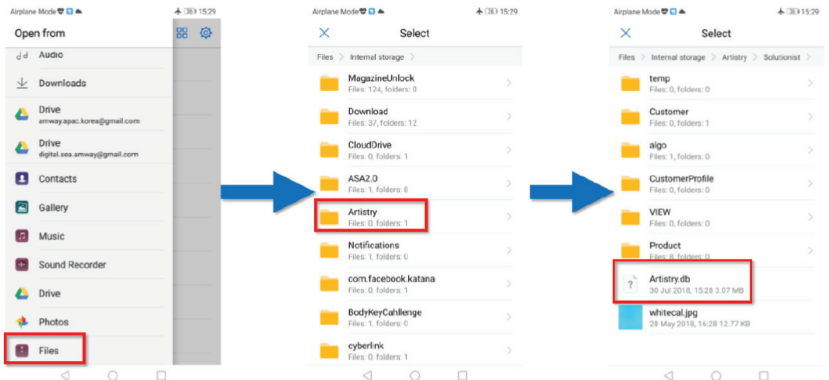 Airplane Mode
15:29
Open from
Audio
Downloads
Drive
amway.apac.korea@gmail.com
Drive
digital.sea.amway@gmail.com
Contacts
Gallery
Music
Sound Recorder
Drive
Photos
Files
Airplane Mode
15:29
Select
Files > Internal storage >
MagazineUnlock
Files: 124, folders: 0
Download
Files: 37, folders: 12
CloudDrive
Files: 0, folders: 1
ASA2.0
Files: 1, folders: 8
Artistry
Files: 0, folders: 1
Notifications
Files: 1, folders: 0
com.facebook.katana
Files: 0, folders: 1
BodyKeyCahllenge
Files: 1, folders: 0
cyberlink
Files: 0, folders: 1
Airplane Mode
15:29
Select
Files > Internal storage > Artistry > Solutionist >
temp
Files: 0, folders: 0
Customer
Files: 0, folders: 1
algo
Files: 1, folders: 0
CustomerProfile
Files: 0, folders: 0
VIEW
Files: 0, folders: 0
Product
Files: 8, folders: 0
?
Artistry.db
30 Jul 2018, 15:28 3.07 MB
whitecal.jpg
28 May 2018, 16:28 12.77 KB